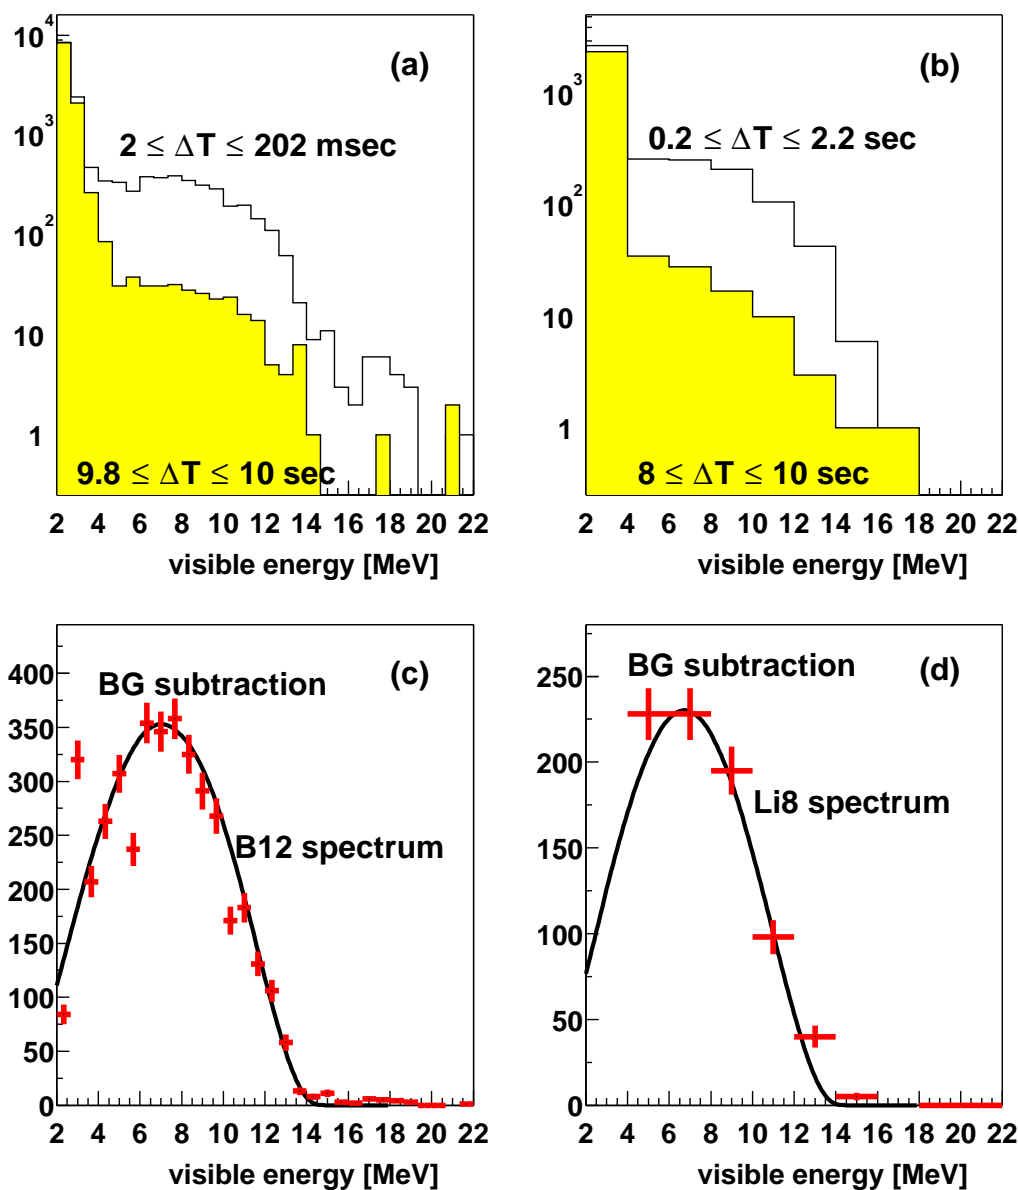 (a)
10^4
10^3
10^2
10
1
2 ≤ ΔT ≤ 202 msec
9.8 ≤ ΔT ≤ 10 sec
2 4 6 8 10 12 14 16 18 20 22
visible energy [MeV]
(b)
10^3
10^2
10
1
0.2 ≤ ΔT ≤ 2.2 sec
8 ≤ ΔT ≤ 10 sec
2 4 6 8 10 12 14 16 18 20 22
visible energy [MeV]
(c)
BG subtraction
B12 spectrum
400
350
300
250
200
150
100
50
0
2 4 6 8 10 12 14 16 18 20 22
visible energy [MeV]
(d)
BG subtraction
Li8 spectrum
250
200
150
100
50
0
2 4 6 8 10 12 14 16 18 20 22
visible energy [MeV]